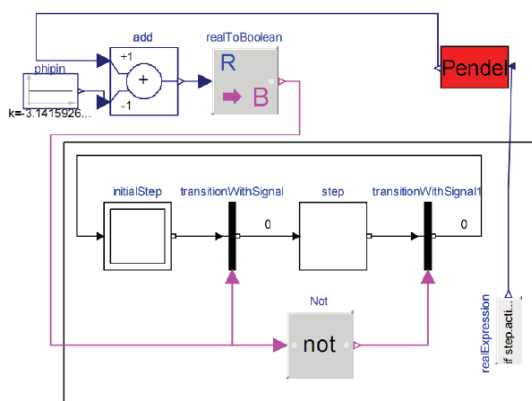 add
realToBoolean
+1
+
-1
phipin
k=-3.1415926...
R
B
Pendel
initialStep
transitionWithSignal
step
transitionWithSignal1
0
0
Not
not
realExpression
if step.acti...